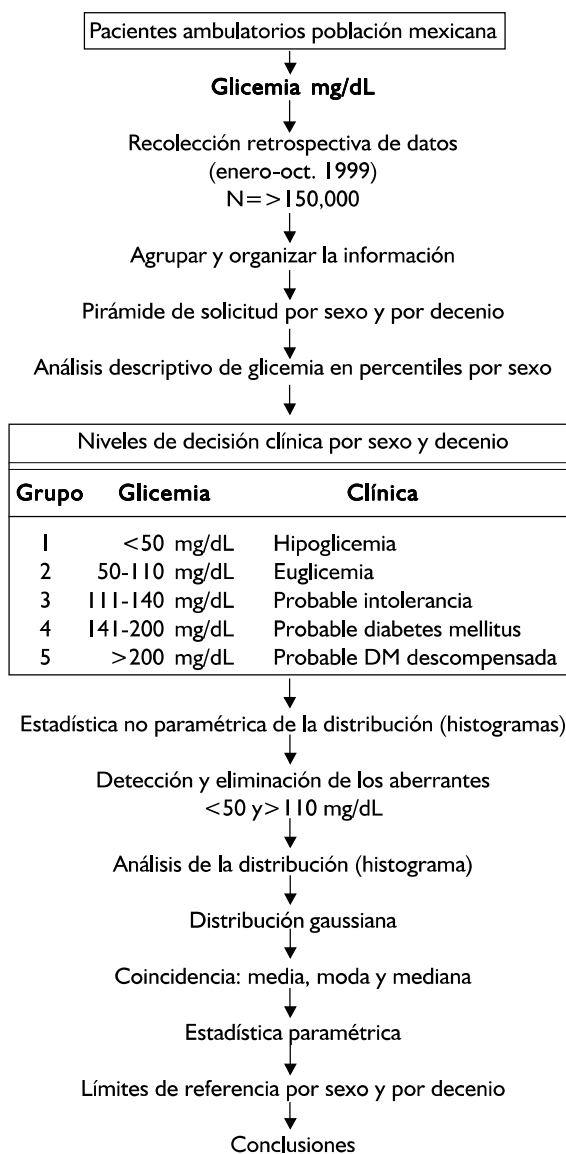 Pacientes ambulatorios población mexicana
Glicemia mg/dL
Recolección retrospectiva de datos
(enero-oct. 1999)
N=>150,000
Agrupar y organizar la información
Pirámide de solicitud por sexo y por decenio
Análisis descriptivo de glicemia en percentiles por sexo
Niveles de decisión clínica por sexo y decenio
Grupo Glicemia Clínica
1 <50 mg/dL Hipoglicemia
2 50-110 mg/dL Euglicemia
3 111-140 mg/dL Probable intolerancia
4 141-200 mg/dL Probable diabetes mellitus
5 >200 mg/dL Probable DM descompensada
Estadística no paramétrica de la distribución (histogramas)
Detección y eliminación de los aberrantes
<50 y>110 mg/dL
Análisis de la distribución (histograma)
Distribución gaussiana
Coincidencia: media, moda y mediana
Estadística paramétrica
Límites de referencia por sexo y por decenio
Conclusiones